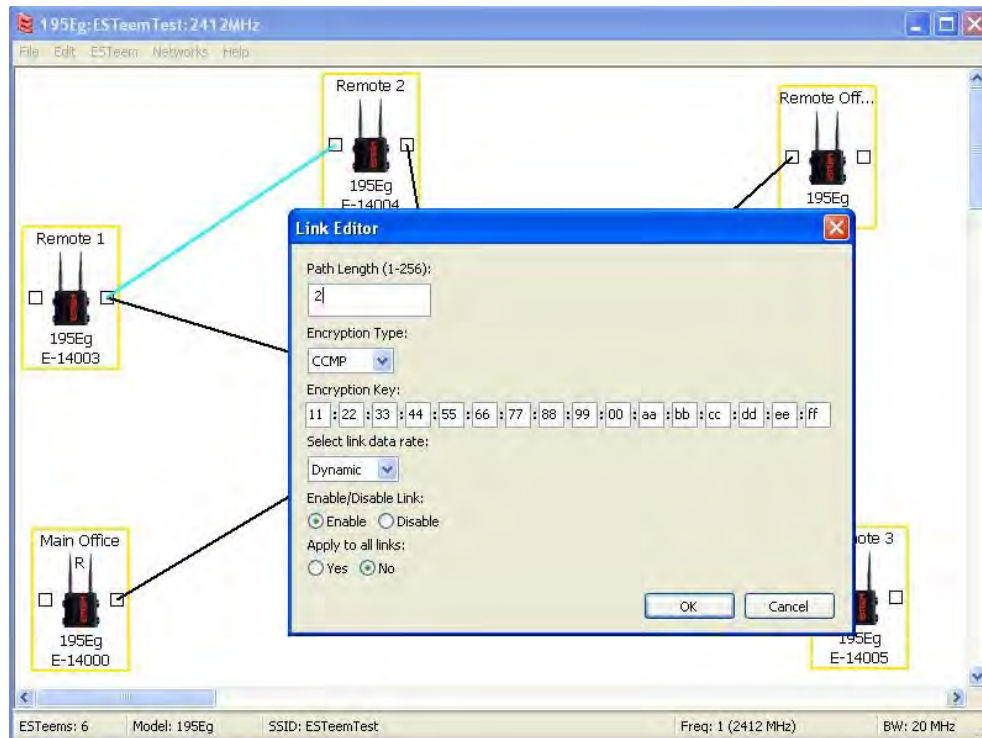 195Eg:ESTeemTest:2412MHz
File Edit ESTeem Networks Help
Remote 2
195Eg
E-14004
Remote Off...
195Eg
Remote 1
195Eg
E-14003
Link Editor
Path Length (1-256):
2
Encryption Type:
CCMP
Encryption Key:
11 : 22 : 33 : 44 : 55 : 66 : 77 : 88 : 99 : 00 : aa : bb : cc : dd : ee : ff
Select link data rate:
Dynamic
Enable/Disable Link:
Enable Disable
Apply to all links:
Yes No
OK Cancel
Main Office
R
195Eg
E-14000
ote 3
195Eg
E-14005
ESTeems: 6 Model: 195Eg SSID: ESTeemTest Freq: 1 (2412 MHz) BW: 20 MHz